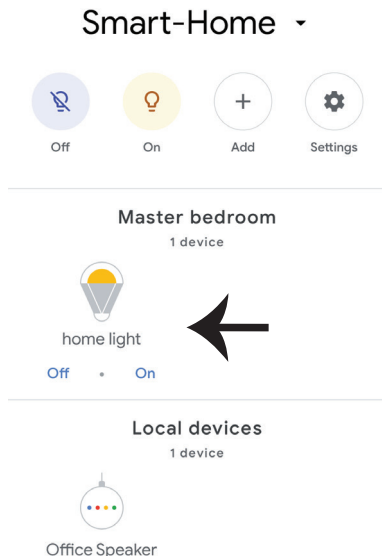 Smart-Home
Off On Add Settings
Master bedroom
1 device
home light
Off • On
Local devices
1 device
Office Speaker